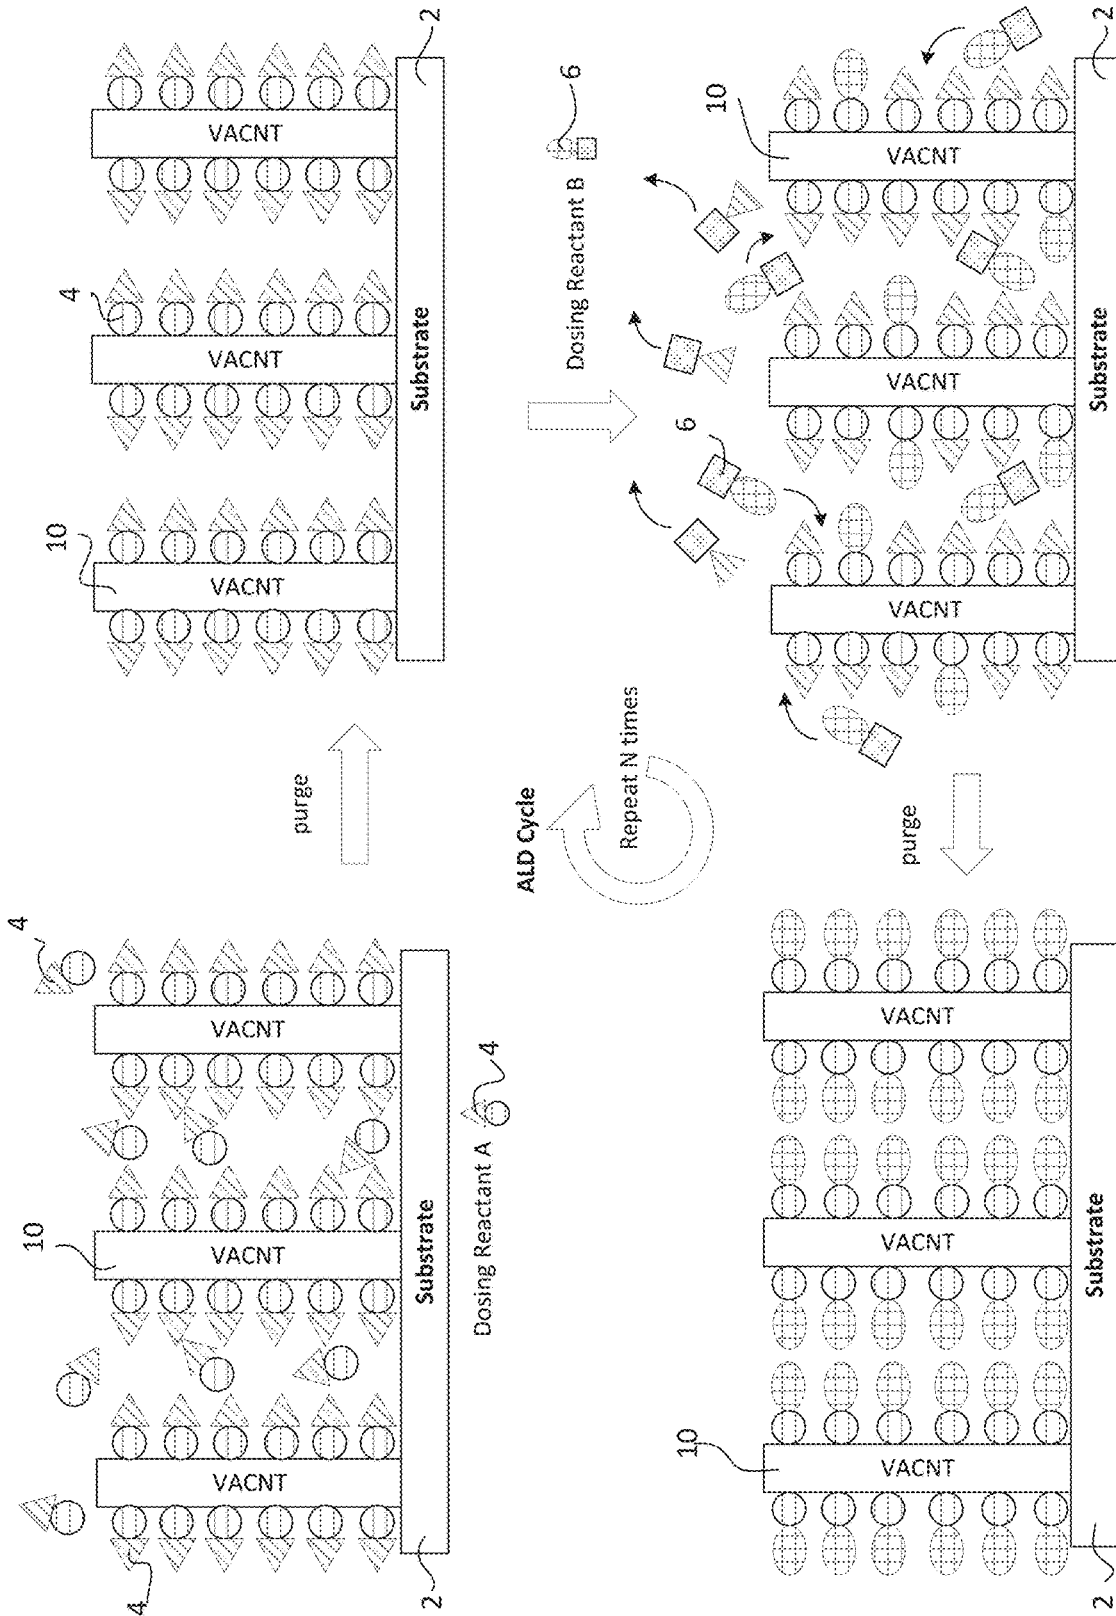 4
10
VACNT
VACNT
VACNT
4
2
Substrate
Dosing Reactant A
4
purge
10
VACNT
4
VACNT
VACNT
Substrate
2
Dosing Reactant B
6
6
10
VACNT
VACNT
VACNT
Substrate
2
purge
10
VACNT
VACNT
VACNT
Substrate
2
ALD Cycle
Repeat N times